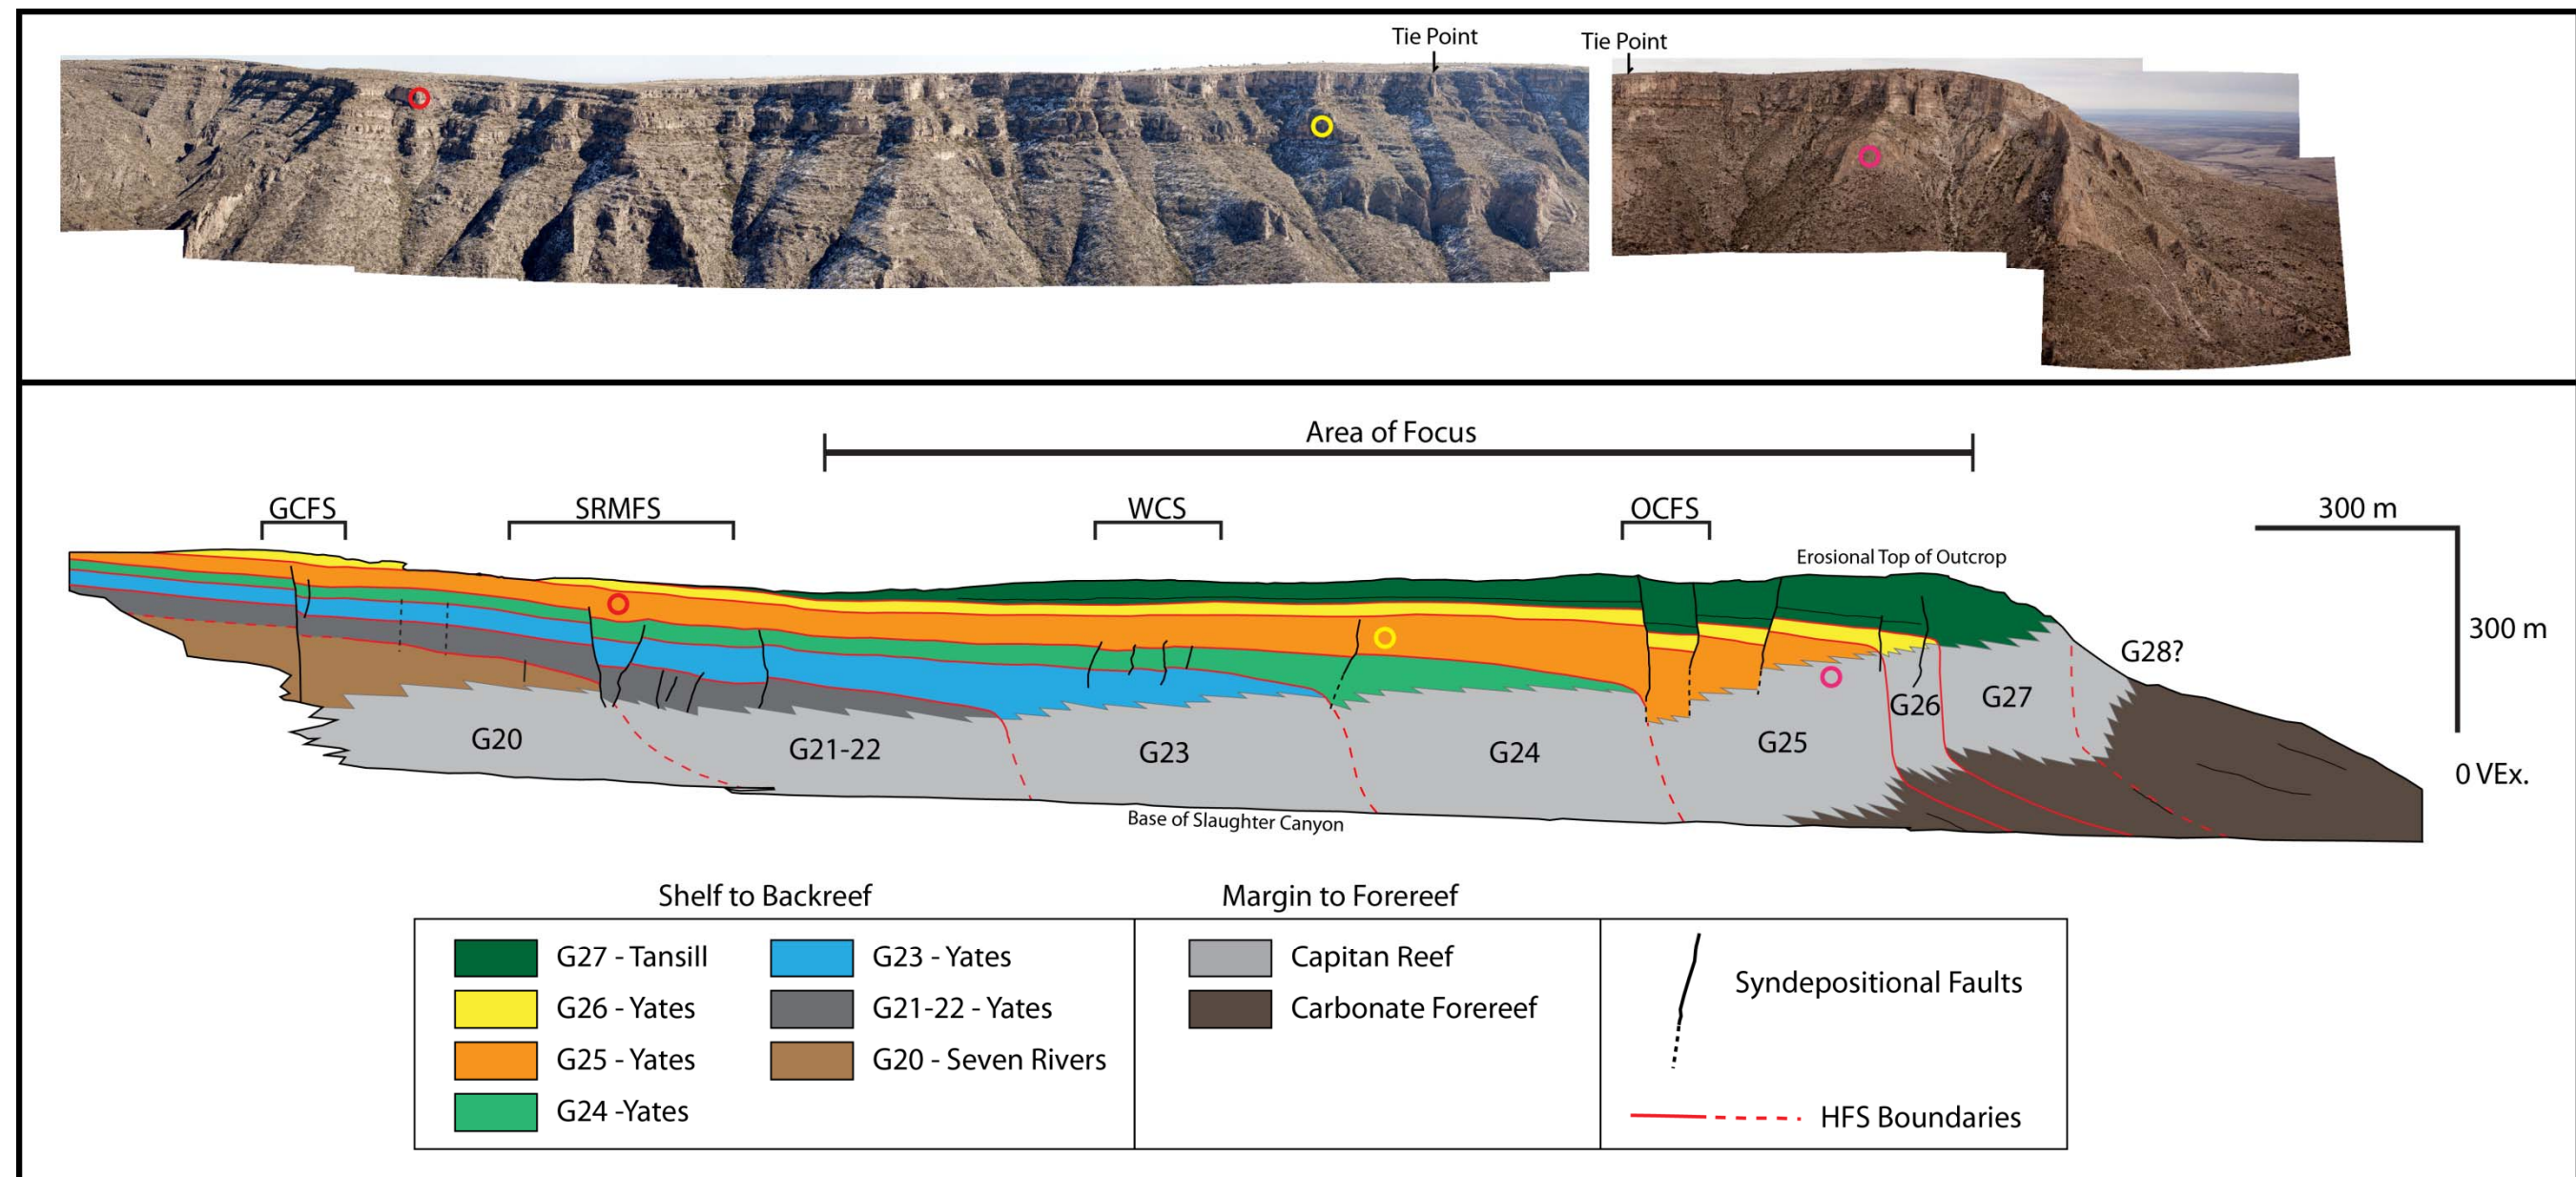 Tie Point
Tie Point
Area of Focus
GCFS
SRMFS
WCS
OCFS
300 m
Erosional Top of Outcrop
300 m
G28?
G26
G27
G20
G21-22
G23
G24
G25
0 VEx.
Base of Slaughter Canyon
Shelf to Backreef
Margin to Forereef
G27 - Tansill
G23 - Yates
Capitan Reef
Syndepositional Faults
G26 - Yates
G21-22 - Yates
Carbonate Forereef
G25 - Yates
G20 - Seven Rivers
G24 -Yates
HFS Boundaries